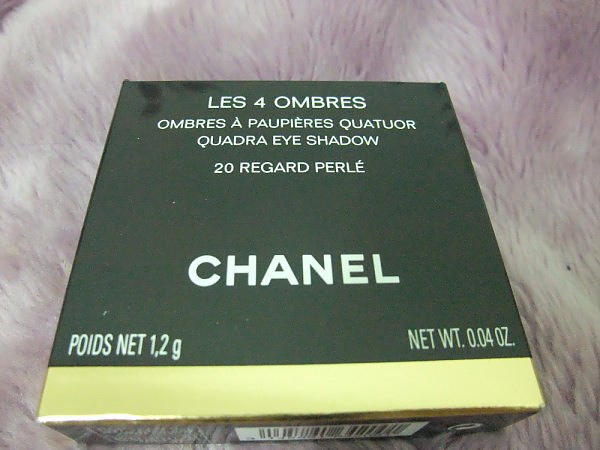 LES 4 OMBRES
OMBRES À PAUPIÈRES QUATUOR
QUADRA EYE SHADOW
20 REGARD PERLÉ
CHANEL
POIDS NET 1,2 g
NET WT. 0.04 OZ.